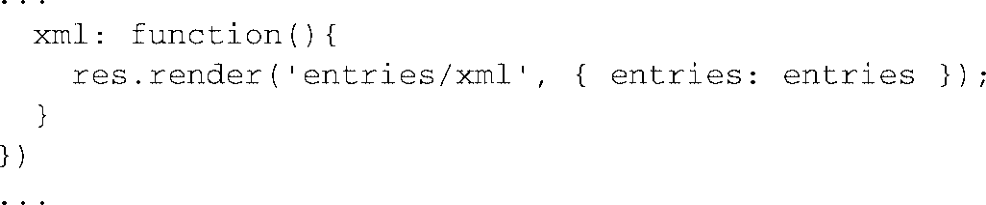 ...
  xml: function(){
    res.render('entries/xml', { entries: entries });
  }
})
...